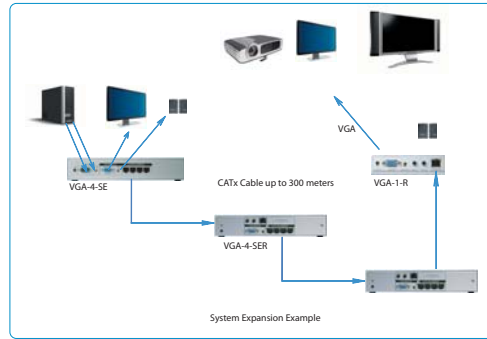 VGA
VGA-4-SE
CATx Cable up to 300 meters
VGA-1-R
VGA-4-SER
System Expansion Example